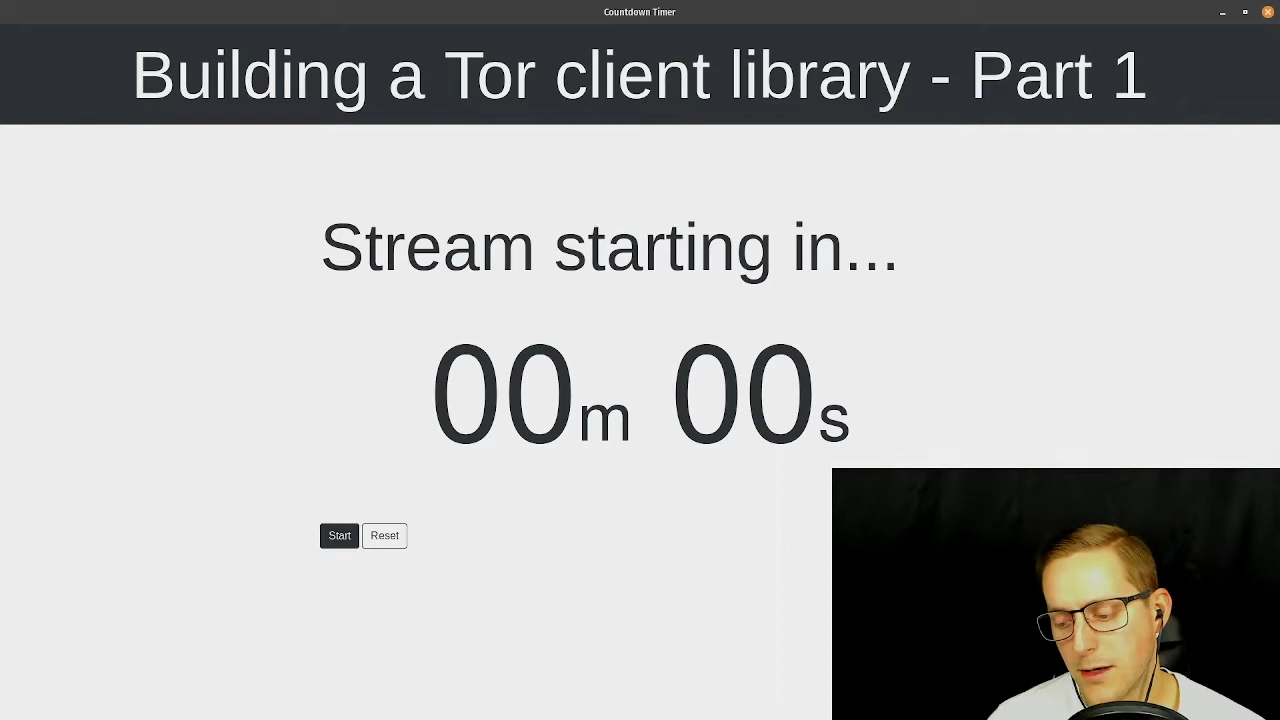 Countdown Timer
Building a Tor client library - Part 1
Stream starting in...
00m 00s
Start Reset